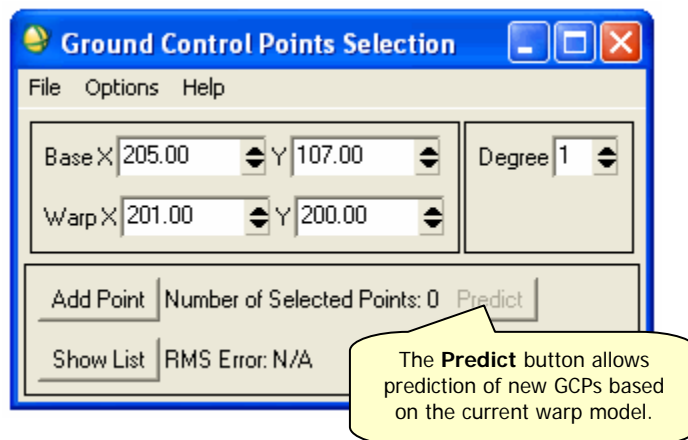 Ground Control Points Selection
File Options Help
Base X 205.00 Y 107.00 Degree 1
Warp X 201.00 Y 200.00
Add Point Number of Selected Points: 0 Predict
Show List RMS Error: N/A
The Predict button allows
prediction of new GCPs based
on the current warp model.